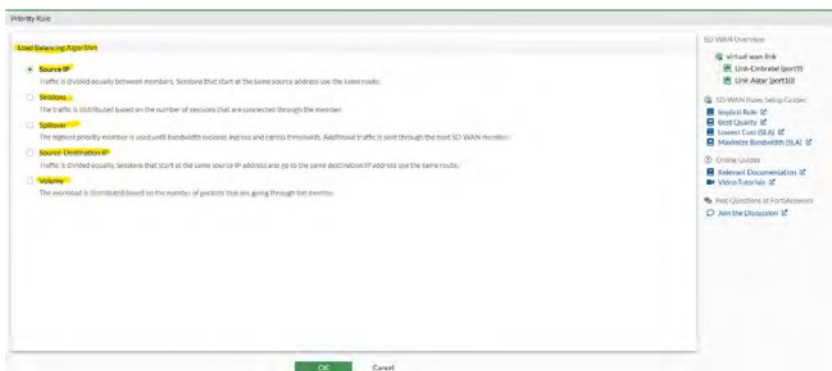 Priority Rule
Load Balancing Algorithm
Source IP
Traffic is divided equally between members. Sessions that start at the same source address use the same route.
Sessions
The traffic is distributed based on the number of sessions that are connected through the member.
Spillover
The highest priority member is used until bandwidth exceeds ingress and egress thresholds. Additional traffic is sent through the next SD-WAN member.
Source-Destination IP
Traffic is divided equally. Sessions that start at the same source IP address and go to the same destination IP address use the same route.
Volume
The workload is distributed based on the number of packets that are going through the member.
OK
Cancel
SD-WAN Overview
virtual-wan-link
Link-Embratel (port9)
Link-Algar (port10)
SD-WAN Rules Setup Guides
Implicit Rule
Best Quality
Lowest Cost (SLA)
Maximize Bandwidth (SLA)
Online Guides
Relevant Documentation
Video Tutorials
Hot Questions at FortiAnswers
Join the Discussion